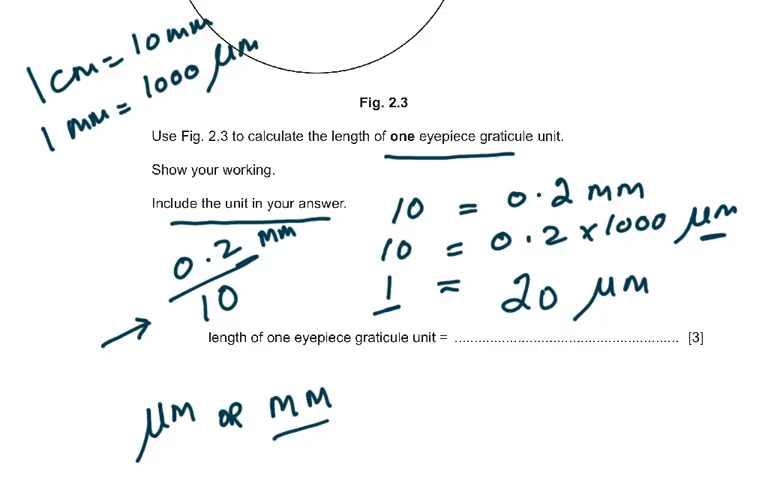 1 cm = 10 mm
1 mm = 1000 μm
Fig. 2.3
Use Fig. 2.3 to calculate the length of one eyepiece graticule unit.
Show your working.
Include the unit in your answer.
10 = 0.2 mm
10 = 0.2 x 1000 μm
1 = 20 μm
0.2 mm
10
length of one eyepiece graticule unit = ........................................................ [3]
μm OR mm